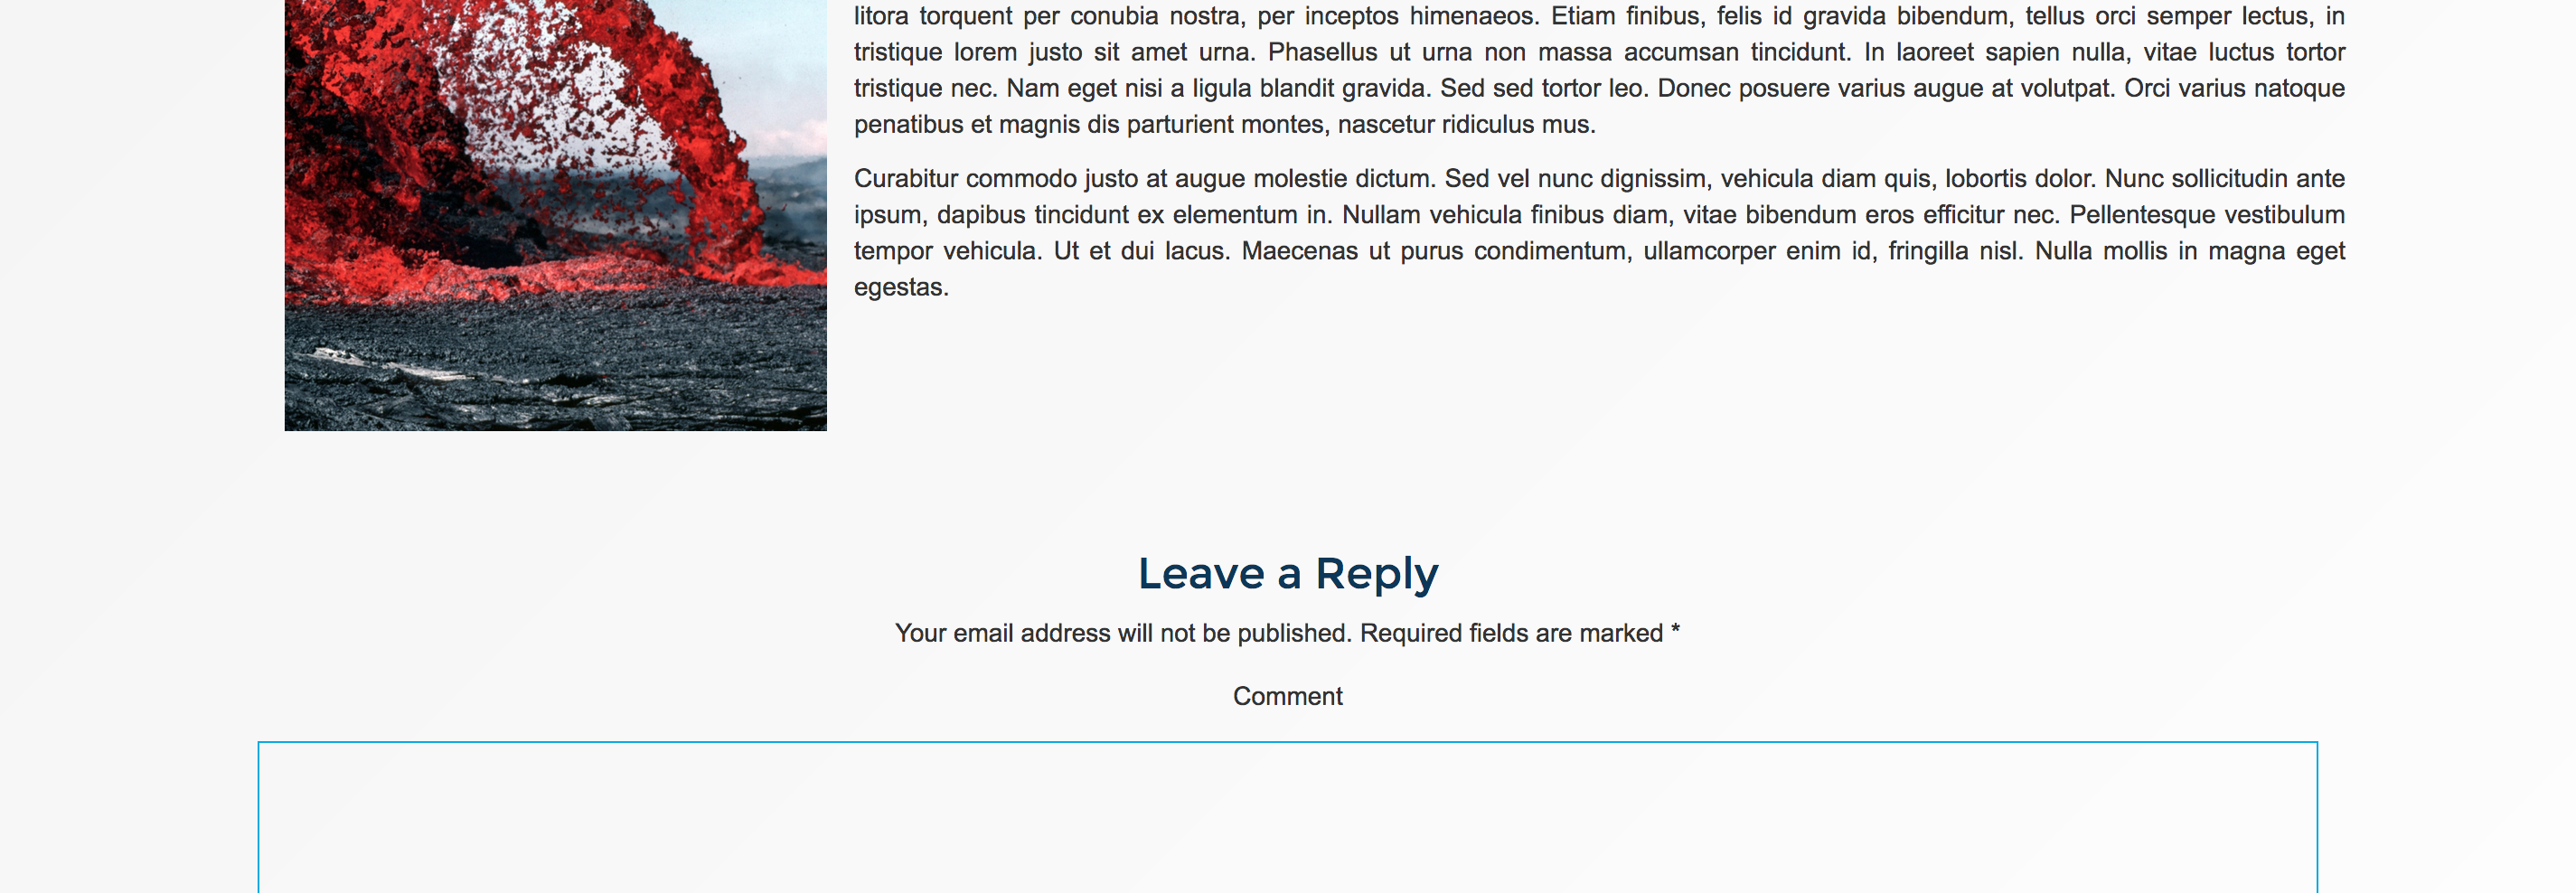 litora torquent per conubia nostra, per inceptos himenaeos. Etiam finibus, felis id gravida bibendum, tellus orci semper lectus, in
tristique lorem justo sit amet urna. Phasellus ut urna non massa accumsan tincidunt. In laoreet sapien nulla, vitae luctus tortor
tristique nec. Nam eget nisi a ligula blandit gravida. Sed sed tortor leo. Donec posuere varius augue at volutpat. Orci varius natoque
penatibus et magnis dis parturient montes, nascetur ridiculus mus.
Curabitur commodo justo at augue molestie dictum. Sed vel nunc dignissim, vehicula diam quis, lobortis dolor. Nunc sollicitudin ante
ipsum, dapibus tincidunt ex elementum in. Nullam vehicula finibus diam, vitae bibendum eros efficitur nec. Pellentesque vestibulum
tempor vehicula. Ut et dui lacus. Maecenas ut purus condimentum, ullamcorper enim id, fringilla nisl. Nulla mollis in magna eget
egestas.
Leave a Reply
Your email address will not be published. Required fields are marked *
Comment